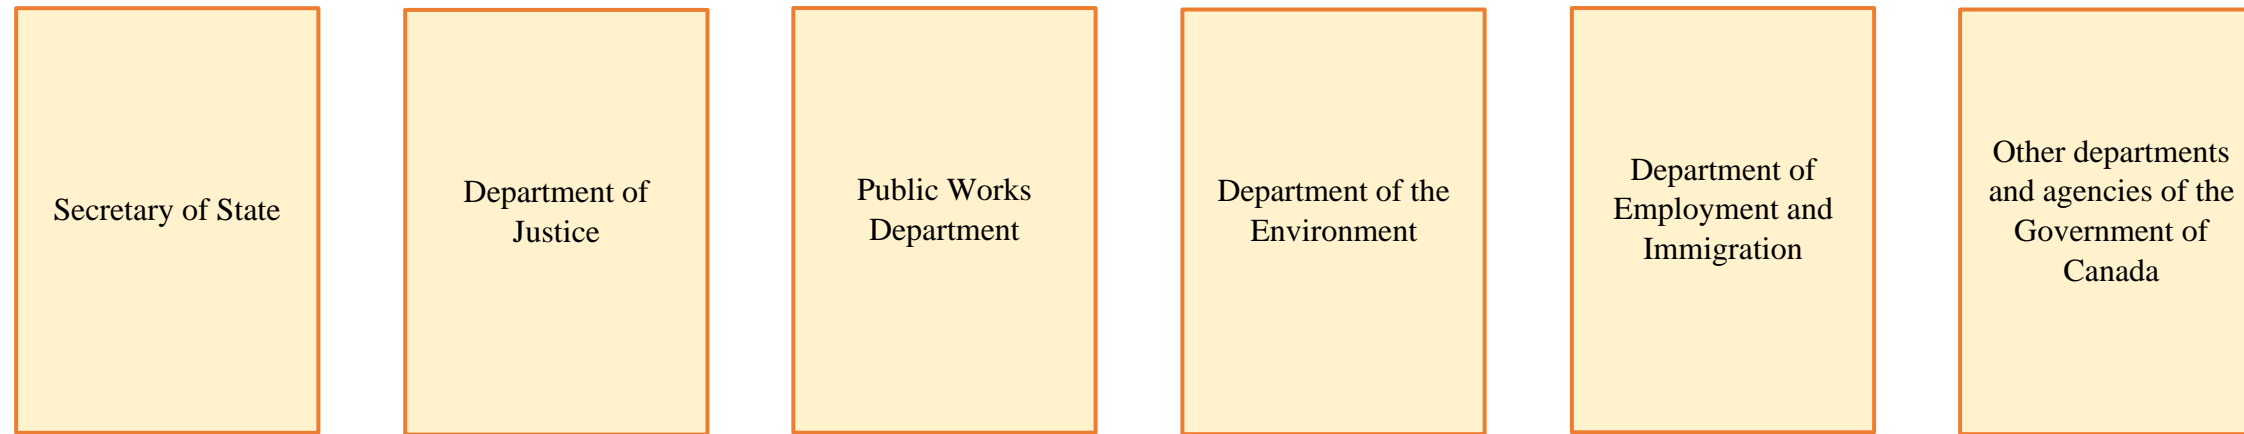 Secretary of State
Department of
Justice
Public Works
Department
Department of the
Environment
Department of
Employment and
Immigration
Other departments
and agencies of the
Government of
Canada